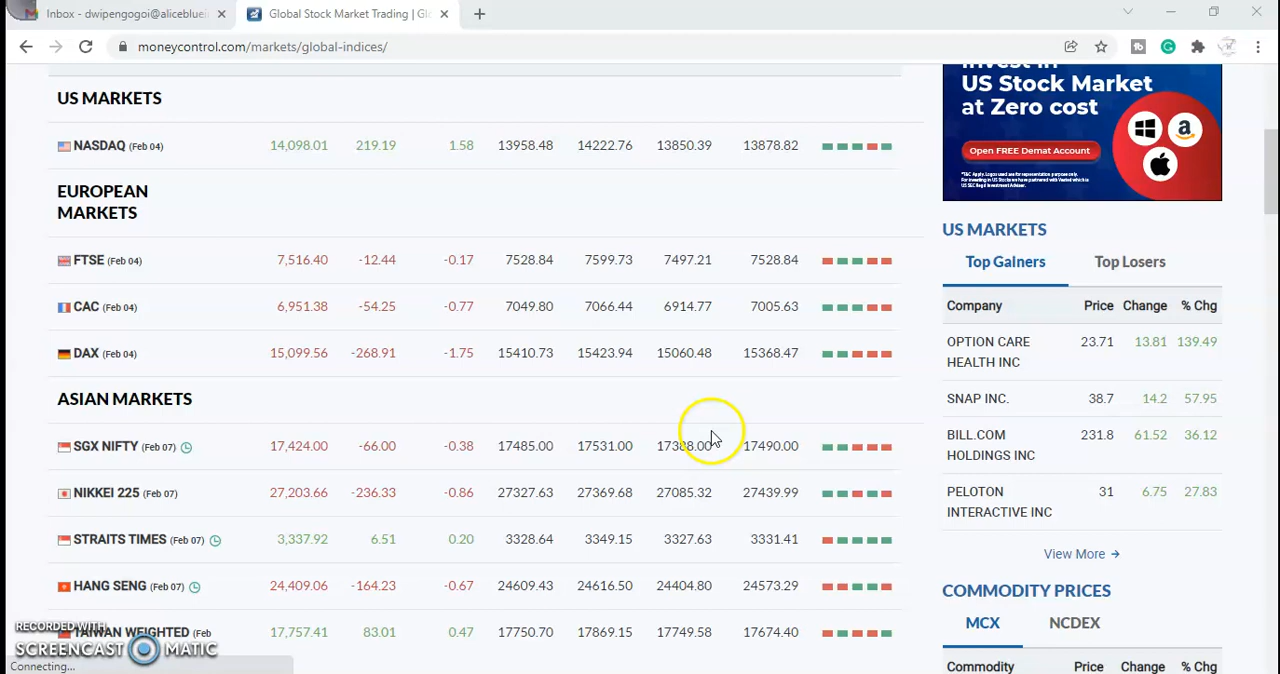 Inbox - dwipengogoi@aliceblue
Global Stock Market Trading | Gl
moneycontrol.com/markets/global-indices/
US MARKETS
NASDAQ (Feb 04) 14,098.01 219.19 1.58 13958.48 14222.76 13850.39 13878.82
EUROPEAN
MARKETS
FTSE (Feb 04) 7,516.40 -12.44 -0.17 7528.84 7599.73 7497.21 7528.84
CAC (Feb 04) 6,951.38 -54.25 -0.77 7049.80 7066.44 6914.77 7005.63
DAX (Feb 04) 15,099.56 -268.91 -1.75 15410.73 15423.94 15060.48 15368.47
ASIAN MARKETS
SGX NIFTY (Feb 07) 17,424.00 -66.00 -0.38 17485.00 17531.00 17388.00 17490.00
NIKKEI 225 (Feb 07) 27,203.66 -236.33 -0.86 27327.63 27369.68 27085.32 27439.99
STRAITS TIMES (Feb 07) 3,337.92 6.51 0.20 3328.64 3349.15 3327.63 3331.41
HANG SENG (Feb 07) 24,409.06 -164.23 -0.67 24609.43 24616.50 24404.80 24573.29
TAIWAN WEIGHTED (Feb 17,757.41 83.01 0.47 17750.70 17869.15 17749.58 17674.40
RECORDED WITH
SCREENCAST MATIC
Connecting...
Invest in
US Stock Market
at Zero cost
Open FREE Demat Account
US MARKETS
Top Gainers Top Losers
Company Price Change % Chg
OPTION CARE
HEALTH INC 23.71 13.81 139.49
SNAP INC. 38.7 14.2 57.95
BILL.COM
HOLDINGS INC 231.8 61.52 36.12
PELOTON
INTERACTIVE INC 31 6.75 27.83
View More
COMMODITY PRICES
MCX NCDEX
Commodity Price Change % Chg